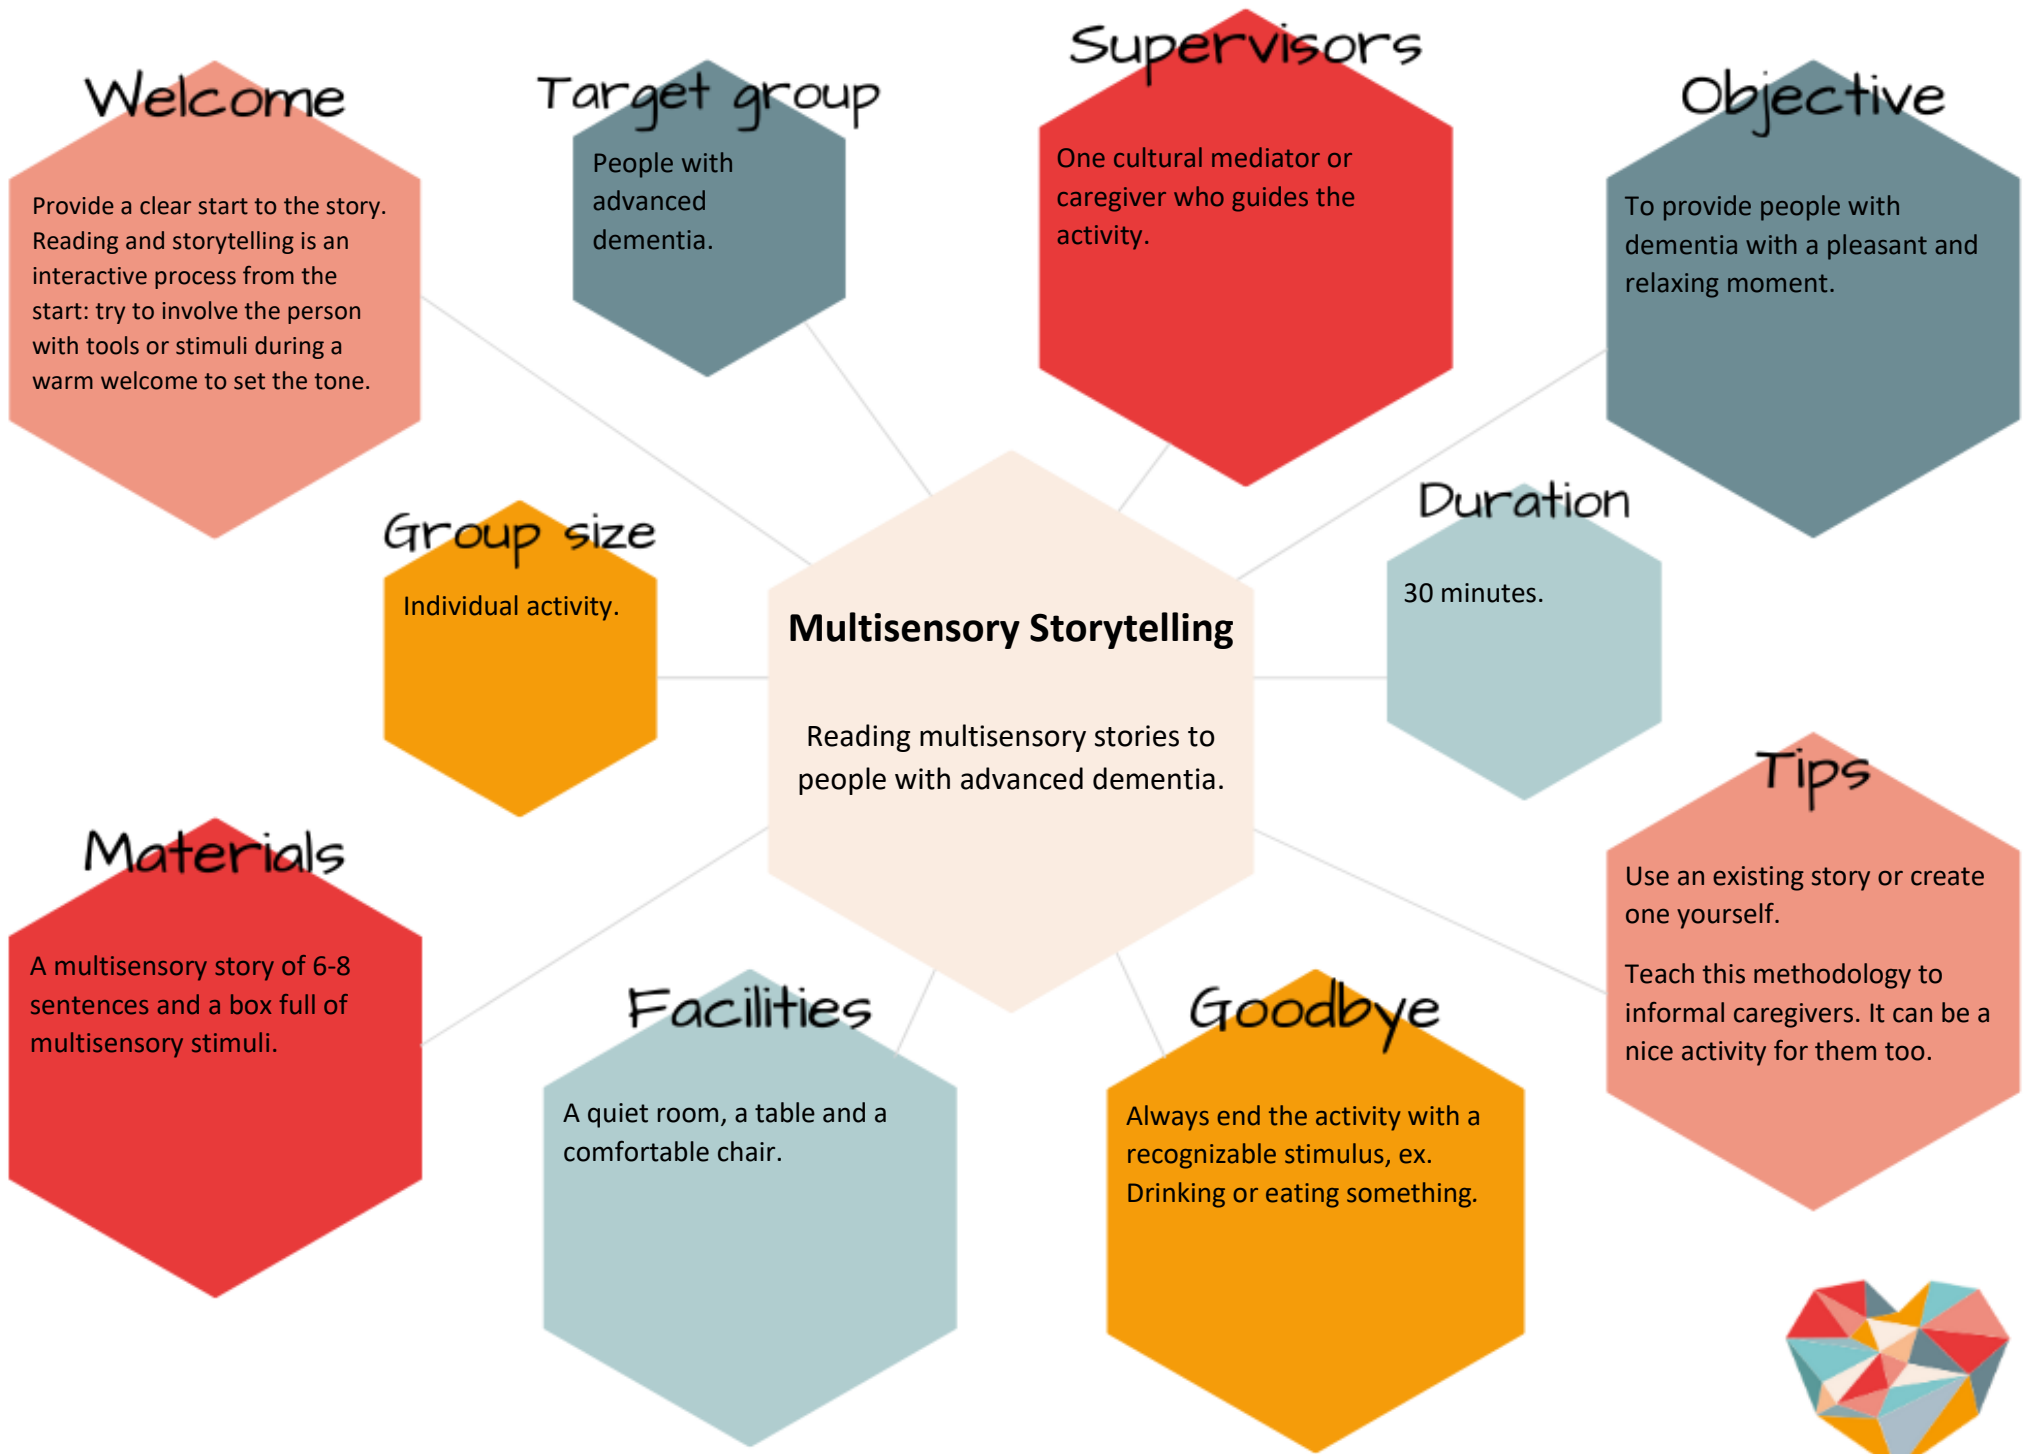 Welcome
Provide a clear start to the story.
Reading and storytelling is an
interactive process from the
start: try to involve the person
with tools or stimuli during a
warm welcome to set the tone.
Target group
People with
advanced
dementia.
Supervisors
One cultural mediator or
caregiver who guides the
activity.
Objective
To provide people with
dementia with a pleasant and
relaxing moment.
Group size
Individual activity.
Multisensory Storytelling
Reading multisensory stories to
people with advanced dementia.
Duration
30 minutes.
Materials
A multisensory story of 6-8
sentences and a box full of
multisensory stimuli.
Facilities
A quiet room, a table and a
comfortable chair.
Goodbye
Always end the activity with a
recognizable stimulus, ex.
Drinking or eating something.
Tips
Use an existing story or create
one yourself.
Teach this methodology to
informal caregivers. It can be a
nice activity for them too.